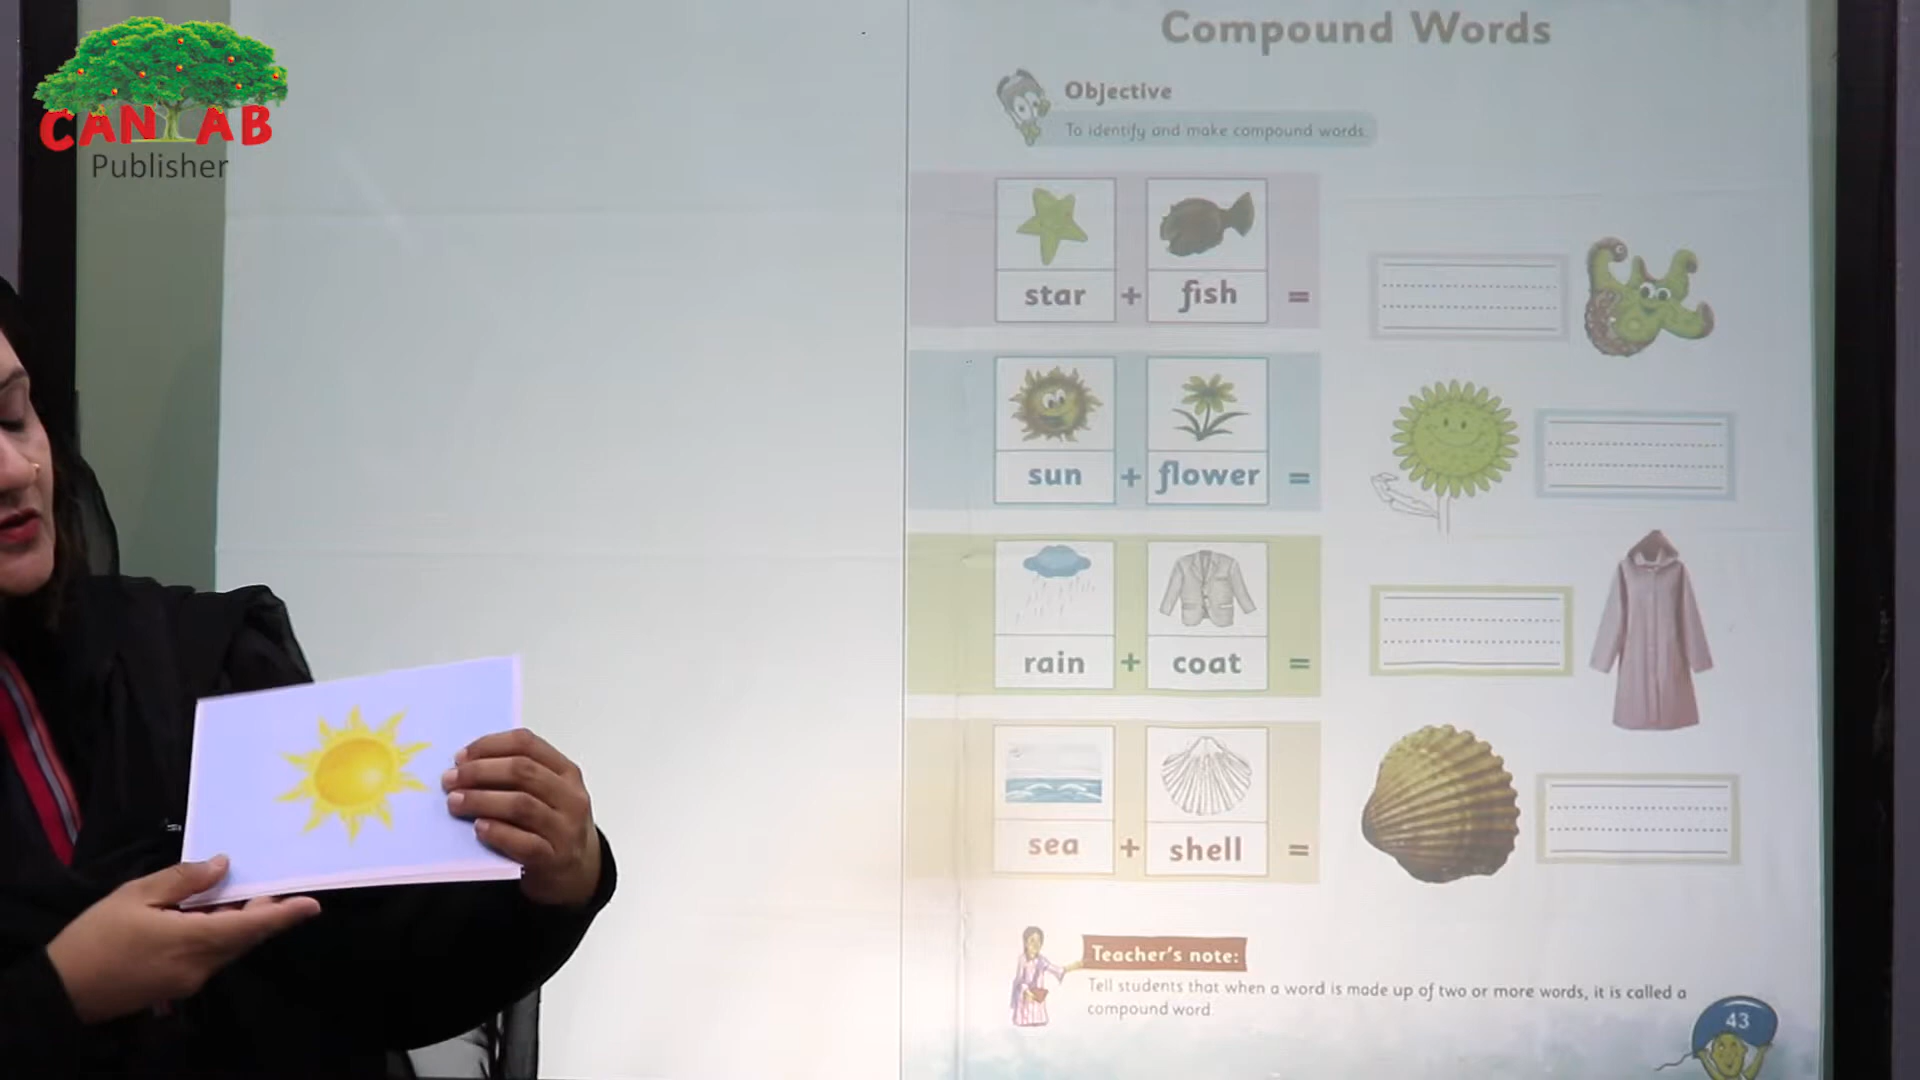 CANTAB
Publisher
Compound Words
Objective
To identify and make compound words.
star + fish =
sun + flower =
rain + coat =
sea + shell =
Teacher's note:
Tell students that when a word is made up of two or more words, it is called a
compound word.
43